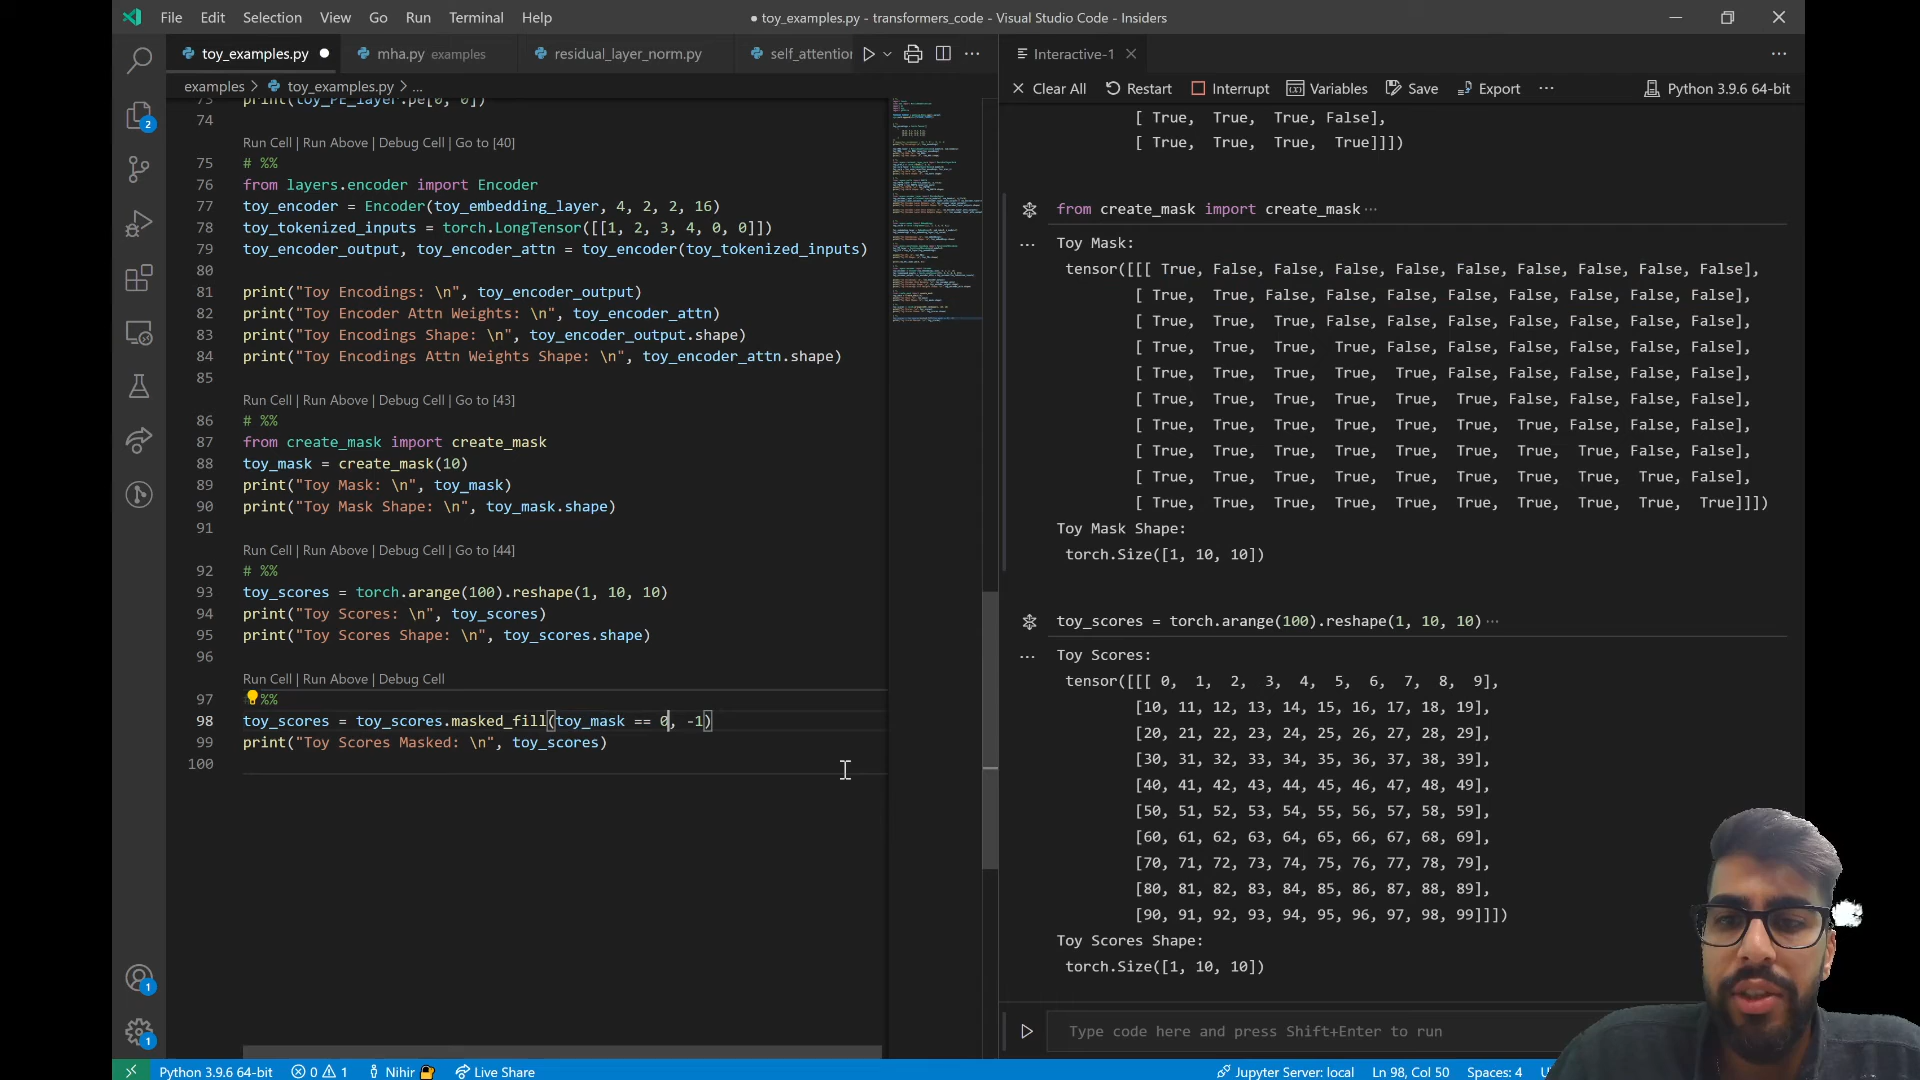 File Edit Selection View Go Run Terminal Help
● toy_examples.py - transformers_code - Visual Studio Code - Insiders
toy_examples.py
mha.py examples
residual_layer_norm.py
self_attention
Interactive-1
examples > toy_examples.py > ...
Clear All Restart Interrupt Variables Save Export ... Python 3.9.6 64-bit
73 print(toy_PE_layer.pe[0, 0])
74
Run Cell | Run Above | Debug Cell | Go to [40]
75 # %%
76 from layers.encoder import Encoder
77 toy_encoder = Encoder(toy_embedding_layer, 4, 2, 2, 16)
78 toy_tokenized_inputs = torch.LongTensor([[1, 2, 3, 4, 0, 0]])
79 toy_encoder_output, toy_encoder_attn = toy_encoder(toy_tokenized_inputs)
80
81 print("Toy Encodings: \n", toy_encoder_output)
82 print("Toy Encoder Attn Weights: \n", toy_encoder_attn)
83 print("Toy Encodings Shape: \n", toy_encoder_output.shape)
84 print("Toy Encodings Attn Weights Shape: \n", toy_encoder_attn.shape)
85
Run Cell | Run Above | Debug Cell | Go to [43]
86 # %%
87 from create_mask import create_mask
88 toy_mask = create_mask(10)
89 print("Toy Mask: \n", toy_mask)
90 print("Toy Mask Shape: \n", toy_mask.shape)
91
Run Cell | Run Above | Debug Cell | Go to [44]
92 # %%
93 toy_scores = torch.arange(100).reshape(1, 10, 10)
94 print("Toy Scores: \n", toy_scores)
95 print("Toy Scores Shape: \n", toy_scores.shape)
96
Run Cell | Run Above | Debug Cell
97 %%
98 toy_scores = toy_scores.masked_fill(toy_mask == 0, -1)
99 print("Toy Scores Masked: \n", toy_scores)
100
[ True, True, True, False],
[ True, True, True, True]]])
from create_mask import create_mask ...
Toy Mask:
tensor([[[ True, False, False, False, False, False, False, False, False, False],
[ True, True, False, False, False, False, False, False, False, False],
[ True, True, True, False, False, False, False, False, False, False],
[ True, True, True, True, False, False, False, False, False, False],
[ True, True, True, True, True, False, False, False, False, False],
[ True, True, True, True, True, True, False, False, False, False],
[ True, True, True, True, True, True, True, False, False, False],
[ True, True, True, True, True, True, True, True, False, False],
[ True, True, True, True, True, True, True, True, True, False],
[ True, True, True, True, True, True, True, True, True, True]]])
Toy Mask Shape:
torch.Size([1, 10, 10])
toy_scores = torch.arange(100).reshape(1, 10, 10) ...
Toy Scores:
tensor([[[ 0, 1, 2, 3, 4, 5, 6, 7, 8, 9],
[10, 11, 12, 13, 14, 15, 16, 17, 18, 19],
[20, 21, 22, 23, 24, 25, 26, 27, 28, 29],
[30, 31, 32, 33, 34, 35, 36, 37, 38, 39],
[40, 41, 42, 43, 44, 45, 46, 47, 48, 49],
[50, 51, 52, 53, 54, 55, 56, 57, 58, 59],
[60, 61, 62, 63, 64, 65, 66, 67, 68, 69],
[70, 71, 72, 73, 74, 75, 76, 77, 78, 79],
[80, 81, 82, 83, 84, 85, 86, 87, 88, 89],
[90, 91, 92, 93, 94, 95, 96, 97, 98, 99]]])
Toy Scores Shape:
torch.Size([1, 10, 10])
Type code here and press Shift+Enter to run
2
1
1
Python 3.9.6 64-bit 0 1 Nihir Live Share Jupyter Server: local Ln 98, Col 50 Spaces: 4